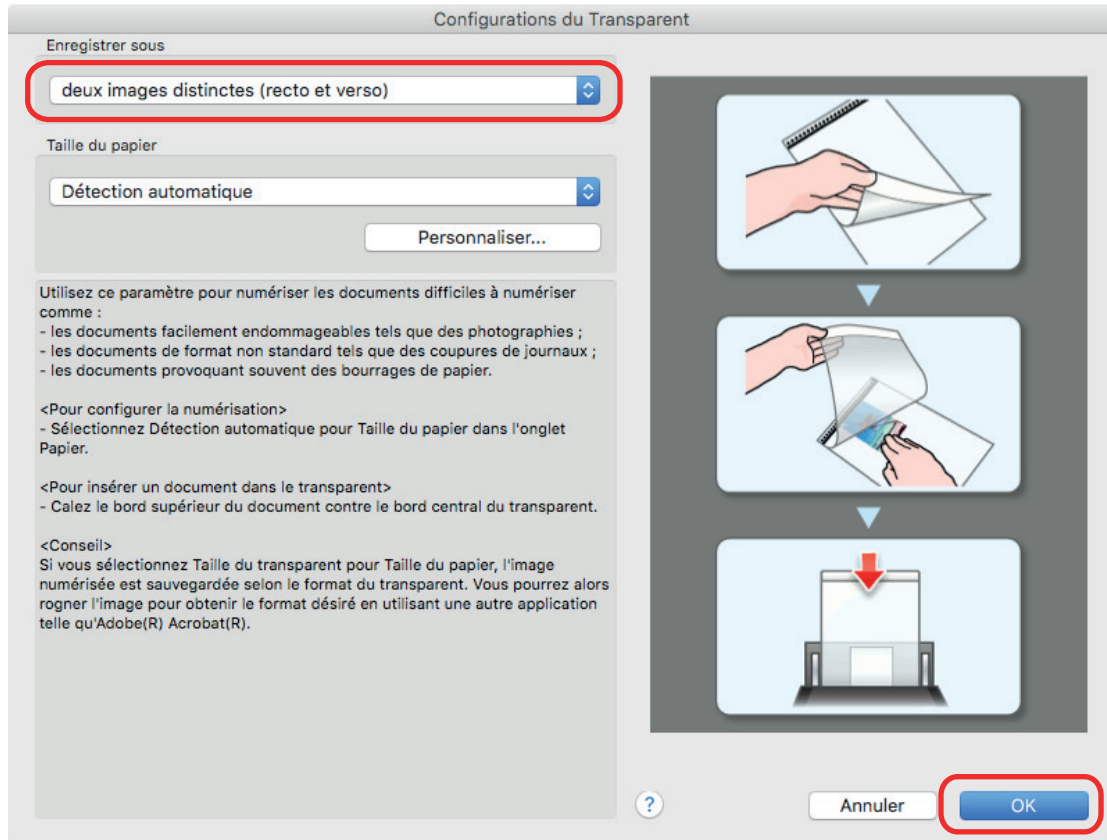 Configurations du Transparent
Enregistrer sous
deux images distinctes (recto et verso)
Taille du papier
Détection automatique
Personnaliser...
Utilisez ce paramètre pour numériser les documents difficiles à numériser
comme :
- les documents facilement endommageables tels que des photographies ;
- les documents de format non standard tels que des coupures de journaux ;
- les documents provoquant souvent des bourrages de papier.
<Pour configurer la numérisation>
- Sélectionnez Détection automatique pour Taille du papier dans l'onglet
Papier.
<Pour insérer un document dans le transparent>
- Calez le bord supérieur du document contre le bord central du transparent.
<Conseil>
Si vous sélectionnez Taille du transparent pour Taille du papier, l'image
numérisée est sauvegardée selon le format du transparent. Vous pourrez alors
rogner l'image pour obtenir le format désiré en utilisant une autre application
telle qu'Adobe(R) Acrobat(R).
?
Annuler
OK